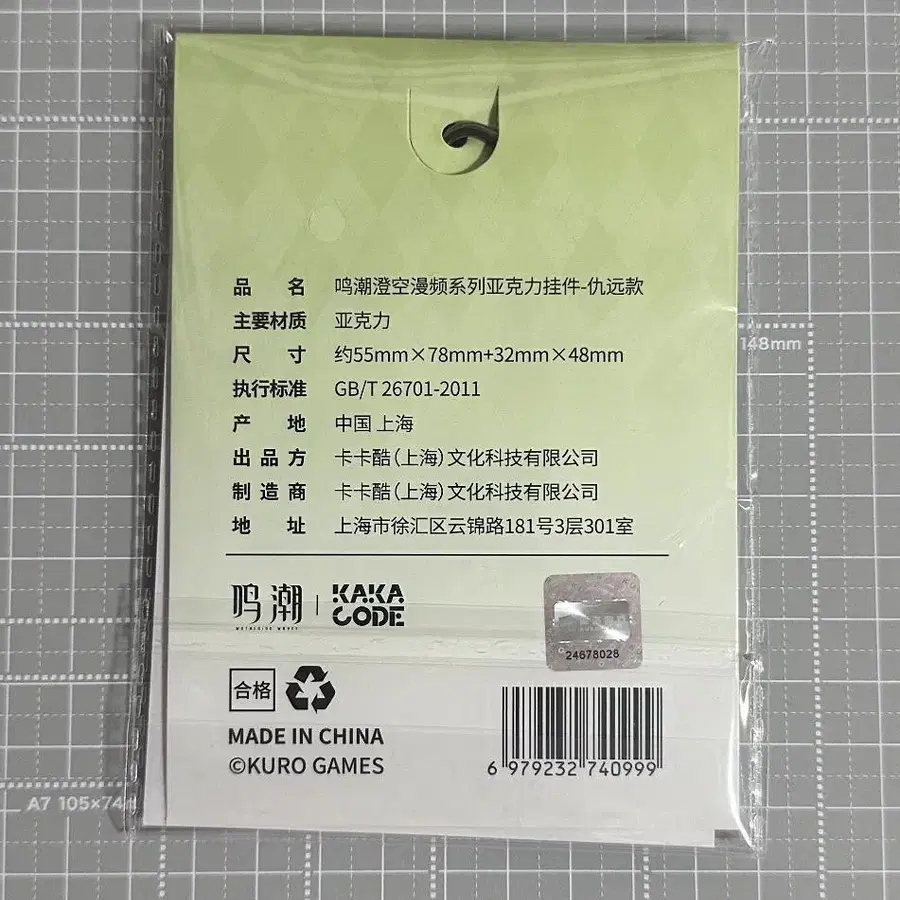 品名 鸣潮澄空漫频系列亚克力挂件-仇远款
主要材质 亚克力
尺寸 约55mm×78mm+32mm×48mm
148mm
执行标准 GB/T 26701-2011
产地 中国 上海
出品方 卡卡酷(上海)文化科技有限公司
制造商 卡卡酷(上海)文化科技有限公司
地址 上海市徐汇区云锦路181号3层301室
鸣潮 | KAKA CODE
WUTHERING WAVES
24678028
合格
MADE IN CHINA
©KURO GAMES
6 979232 740999
A7 105×74